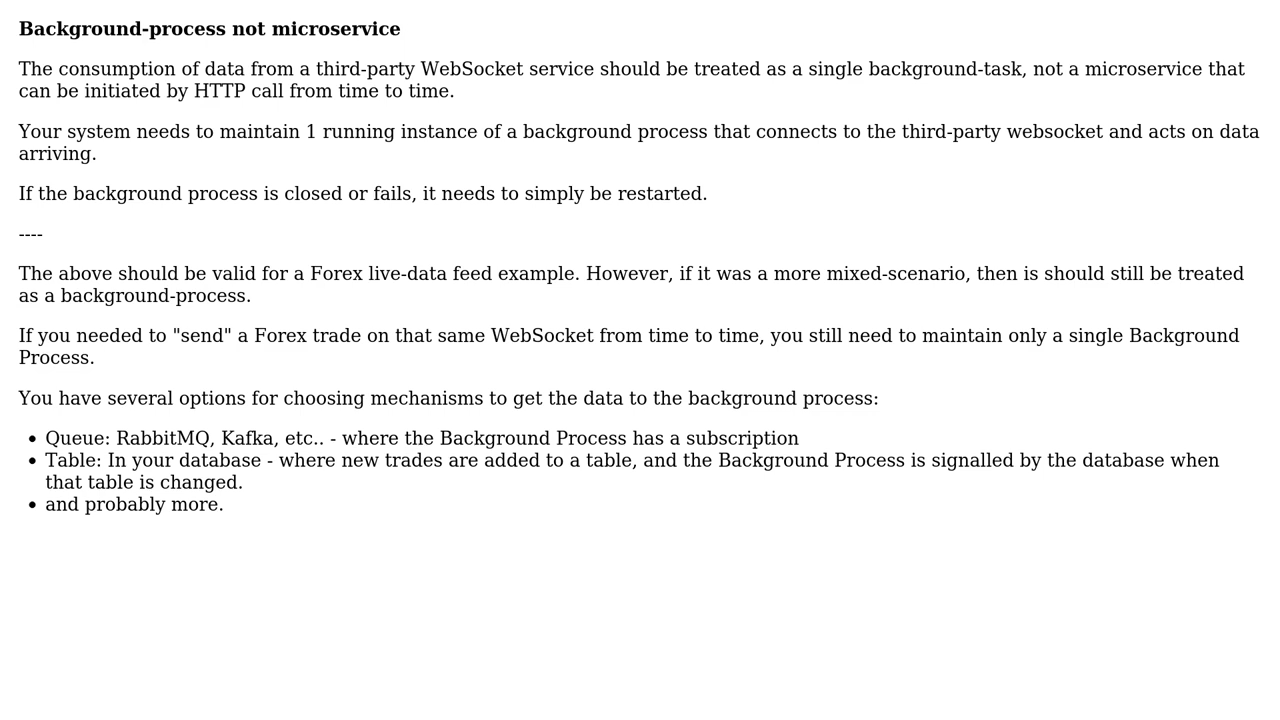 Background-process not microservice
The consumption of data from a third-party WebSocket service should be treated as a single background-task, not a microservice that
can be initiated by HTTP call from time to time.
Your system needs to maintain 1 running instance of a background process that connects to the third-party websocket and acts on data
arriving.
If the background process is closed or fails, it needs to simply be restarted.
----
The above should be valid for a Forex live-data feed example. However, if it was a more mixed-scenario, then is should still be treated
as a background-process.
If you needed to "send" a Forex trade on that same WebSocket from time to time, you still need to maintain only a single Background
Process.
You have several options for choosing mechanisms to get the data to the background process:
• Queue: RabbitMQ, Kafka, etc.. - where the Background Process has a subscription
• Table: In your database - where new trades are added to a table, and the Background Process is signalled by the database when
that table is changed.
• and probably more.